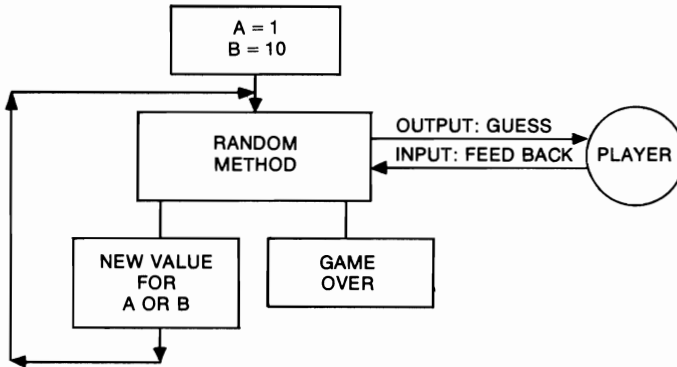 A = 1
B = 10
RANDOM
METHOD
OUTPUT: GUESS
INPUT: FEED BACK
PLAYER
NEW VALUE
FOR
A OR B
GAME
OVER